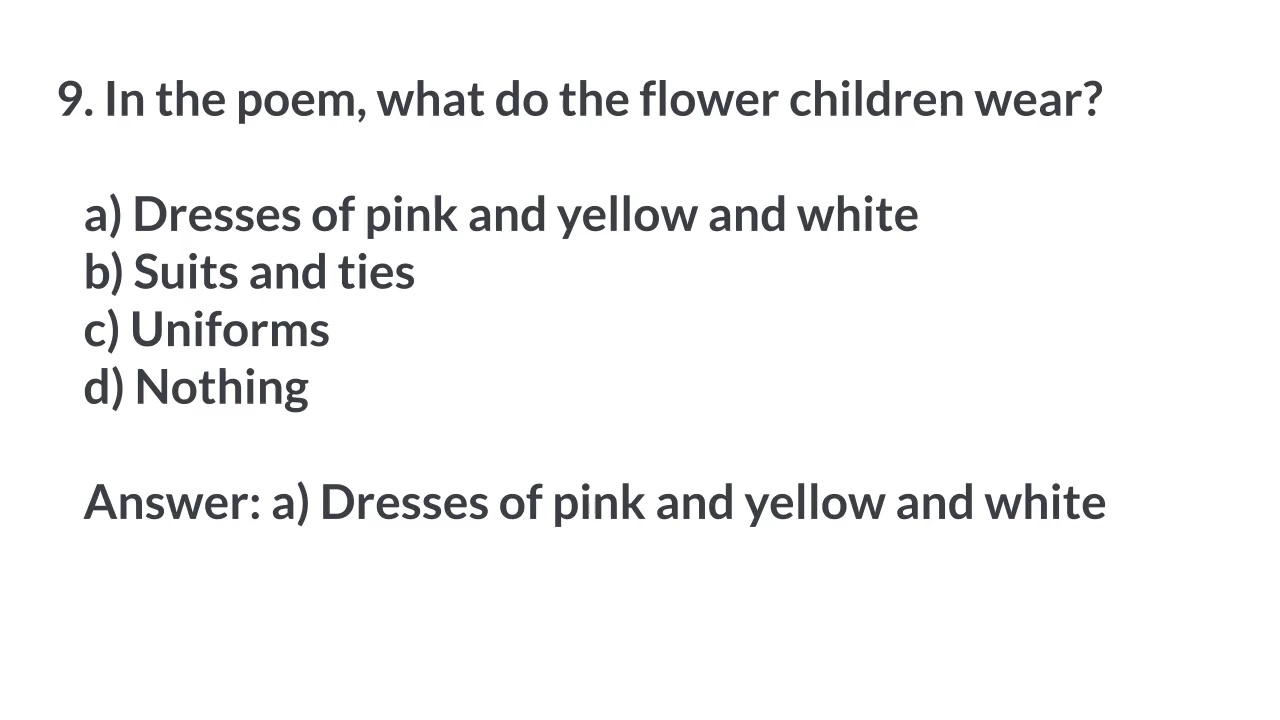 9. In the poem, what do the flower children wear?
a) Dresses of pink and yellow and white
b) Suits and ties
c) Uniforms
d) Nothing
Answer: a) Dresses of pink and yellow and white